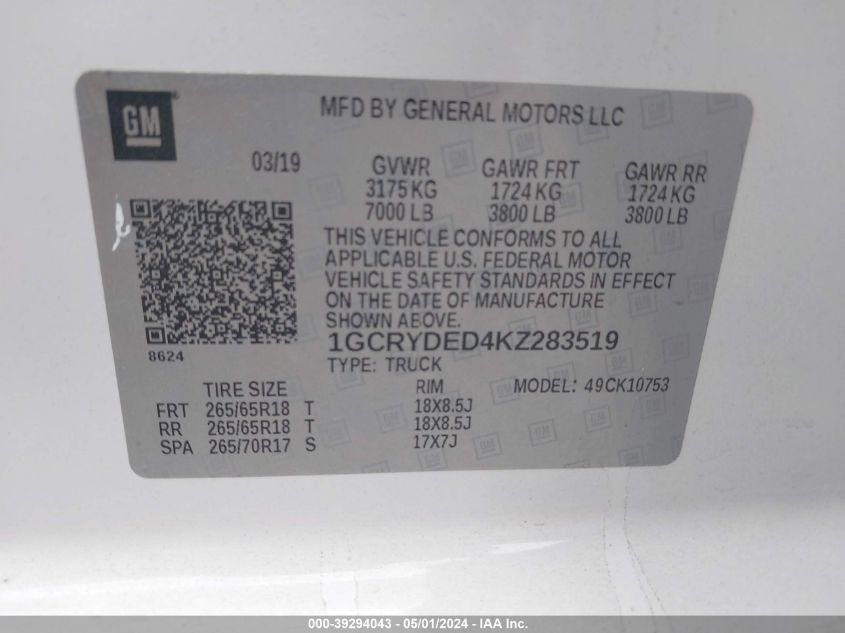 GM
MFD BY GENERAL MOTORS LLC
03/19 GVWR GAWR FRT GAWR RR
3175 KG 1724 KG 1724 KG
7000 LB 3800 LB 3800 LB
THIS VEHICLE CONFORMS TO ALL
APPLICABLE U.S. FEDERAL MOTOR
VEHICLE SAFETY STANDARDS IN EFFECT
ON THE DATE OF MANUFACTURE
SHOWN ABOVE.
1GCRYDED4KZ283519
8624
TYPE: TRUCK
TIRE SIZE RIM MODEL: 49CK10753
FRT 265/65R18 T 18X8.5J
RR 265/65R18 T 18X8.5J
SPA 265/70R17 S 17X7J
000-39294043 - 05/01/2024 - IAA Inc.